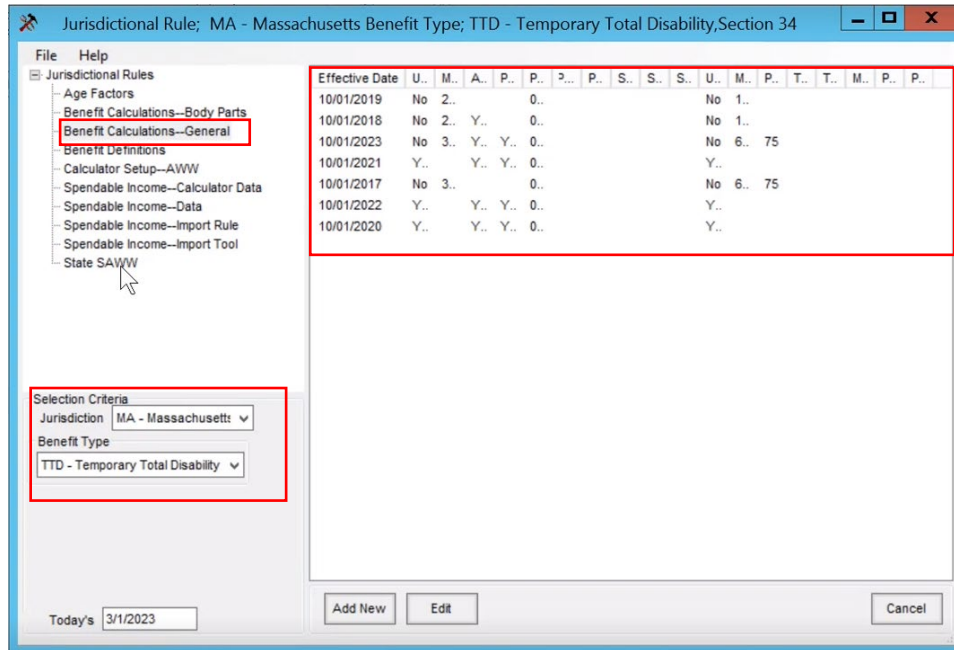 Jurisdictional Rule; MA - Massachusetts Benefit Type; TTD - Temporary Total Disability,Section 34
File Help
Jurisdictional Rules
Age Factors
Benefit Calculations--Body Parts
Benefit Calculations--General
Benefit Definitions
Calculator Setup--AWW
Spendable Income--Calculator Data
Spendable Income--Data
Spendable Income--Import Rule
Spendable Income--Import Tool
State SAWW
Effective Date U.. M.. A.. P.. P.. P.. P.. S.. S.. S.. U.. M.. P.. T.. T.. M.. P.. P..
10/01/2019 No 2.. 0.. No 1..
10/01/2018 No 2.. Y.. 0.. No 1..
10/01/2023 No 3.. Y.. Y.. 0.. No 6.. 75
10/01/2021 Y.. Y.. Y.. 0.. Y..
10/01/2017 No 3.. 0.. No 6.. 75
10/01/2022 Y.. Y.. Y.. 0.. Y..
10/01/2020 Y.. Y.. Y.. 0.. Y..
Selection Criteria
Jurisdiction MA - Massachusetts
Benefit Type
TTD - Temporary Total Disability
Today's 3/1/2023
Add New Edit Cancel